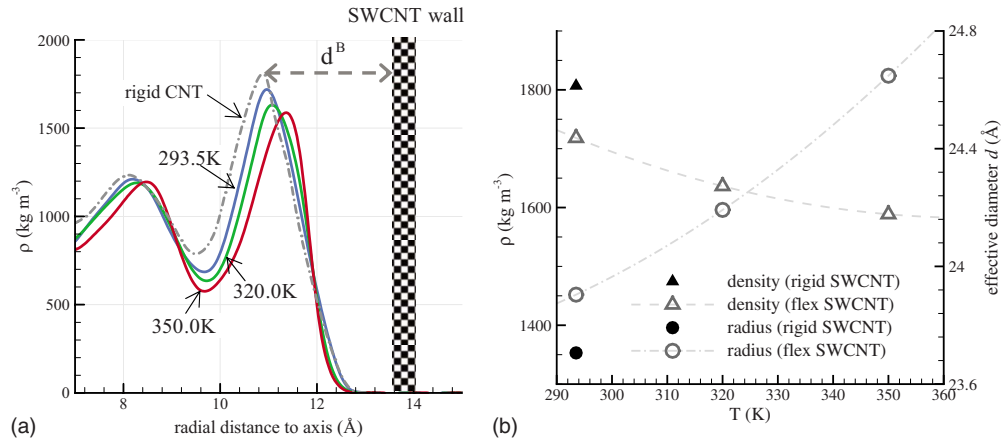 SWCNT wall
2000
1500
1000
500
0
ρ (kg m⁻³)
dᴮ
rigid CNT
293.5K
320.0K
350.0K
8
10
12
14
radial distance to axis (Å)
(a)
1800
1600
1400
1300
ρ (kg m⁻³)
24.8
24.4
24
23.6
effective diameter d (Å)
density (rigid SWCNT)
density (flex SWCNT)
radius (rigid SWCNT)
radius (flex SWCNT)
290
300
310
320
330
340
350
360
T (K)
(b)